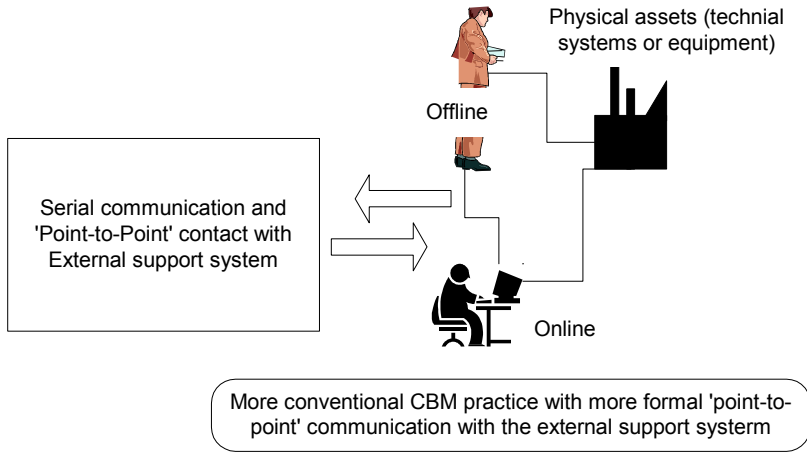 Physical assets (technial
systems or equipment)
Offline
Serial communication and
'Point-to-Point' contact with
External support system
Online
More conventional CBM practice with more formal 'point-to-
point' communication with the external support systerm